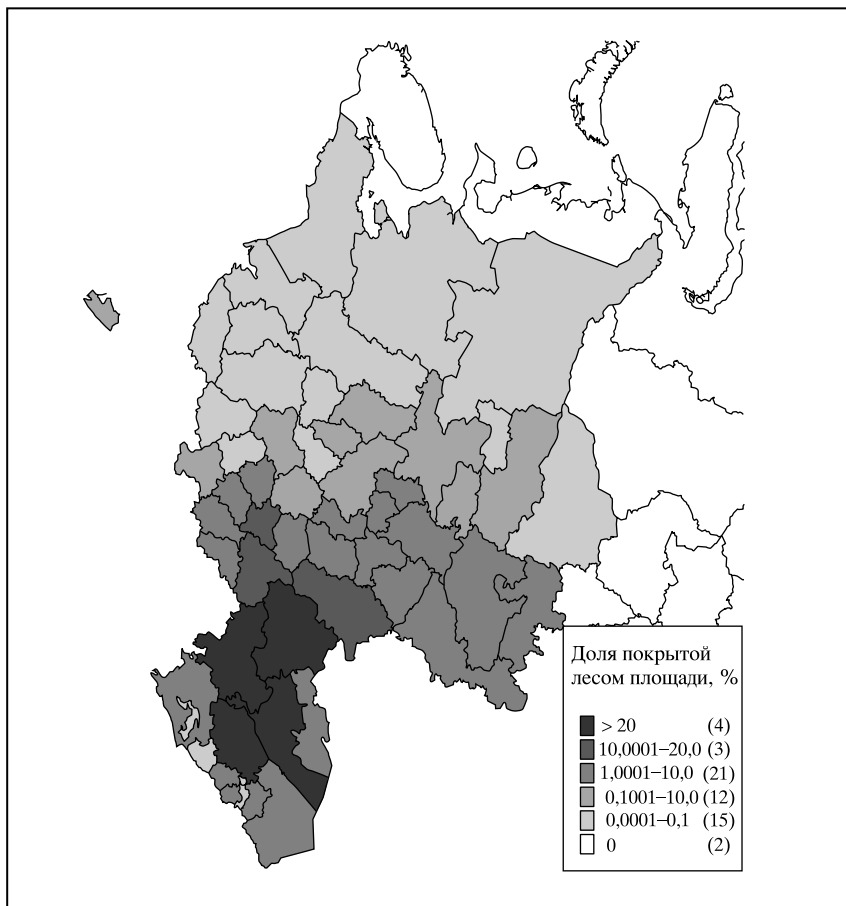 Доля покрытой
лесом площади, %
> 20 (4)
10,0001–20,0 (3)
1,0001–10,0 (21)
0,1001–10,0 (12)
0,0001–0,1 (15)
0 (2)